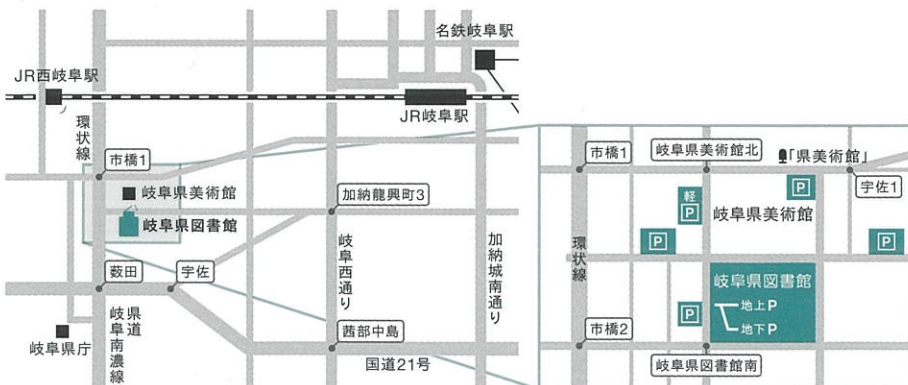 名鉄岐阜駅
JR西岐阜駅
JR岐阜駅
環状線
市橋1
岐阜県美術館
岐阜県図書館
加納龍興町3
岐阜西通り
加納城南通り
薮田
宇佐
県道
岐阜南濃線
岐阜県庁
茜部中島
国道21号
市橋1
岐阜県美術館北
「県美術館」
宇佐1
P
軽
P
岐阜県美術館
P
P
環状線
岐阜県図書館
地上P
地下P
P
市橋2
岐阜県図書館南